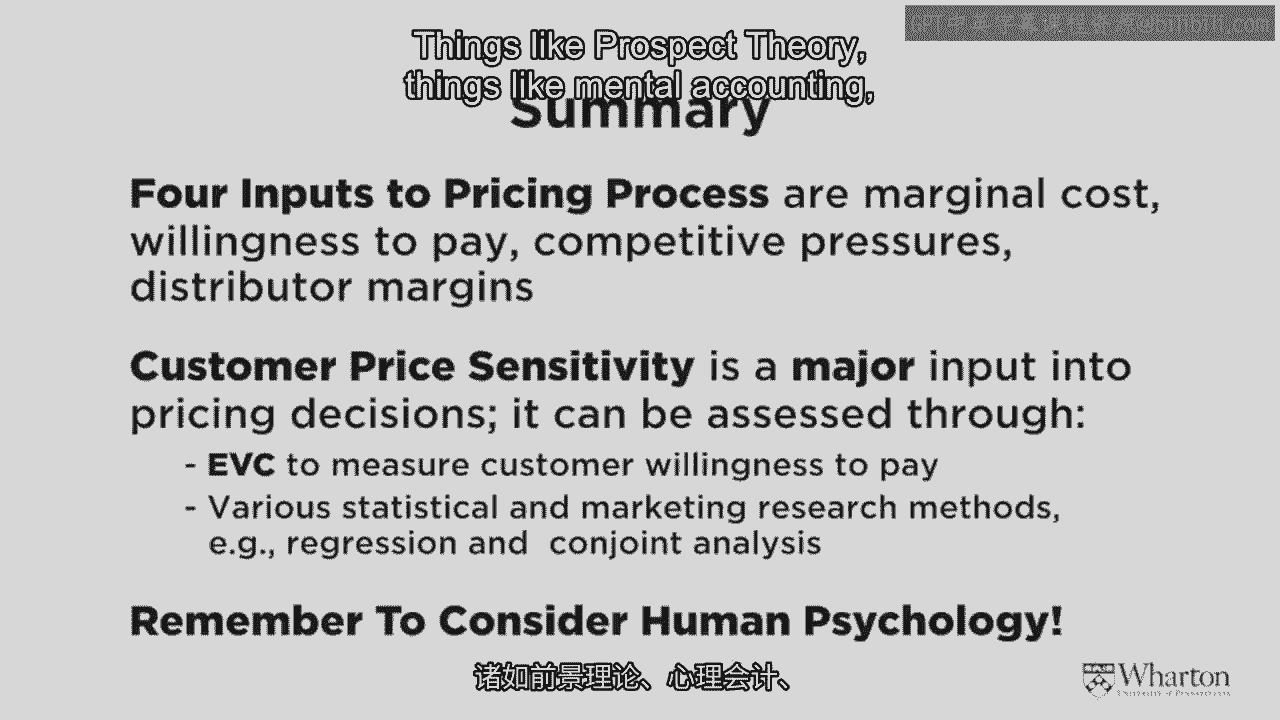 Things like Prospect Theory,
things like mental accounting,
Summary
Four Inputs to Pricing Process are marginal cost,
willingness to pay, competitive pressures,
distributor margins
Customer Price Sensitivity is a major input into
pricing decisions; it can be assessed through:
- EVC to measure customer willingness to pay
- Various statistical and marketing research methods,
e.g., regression and conjoint analysis
Remember To Consider Human Psychology!
诸如前景理论、心理会计、
Wharton
University of Pennsylvania